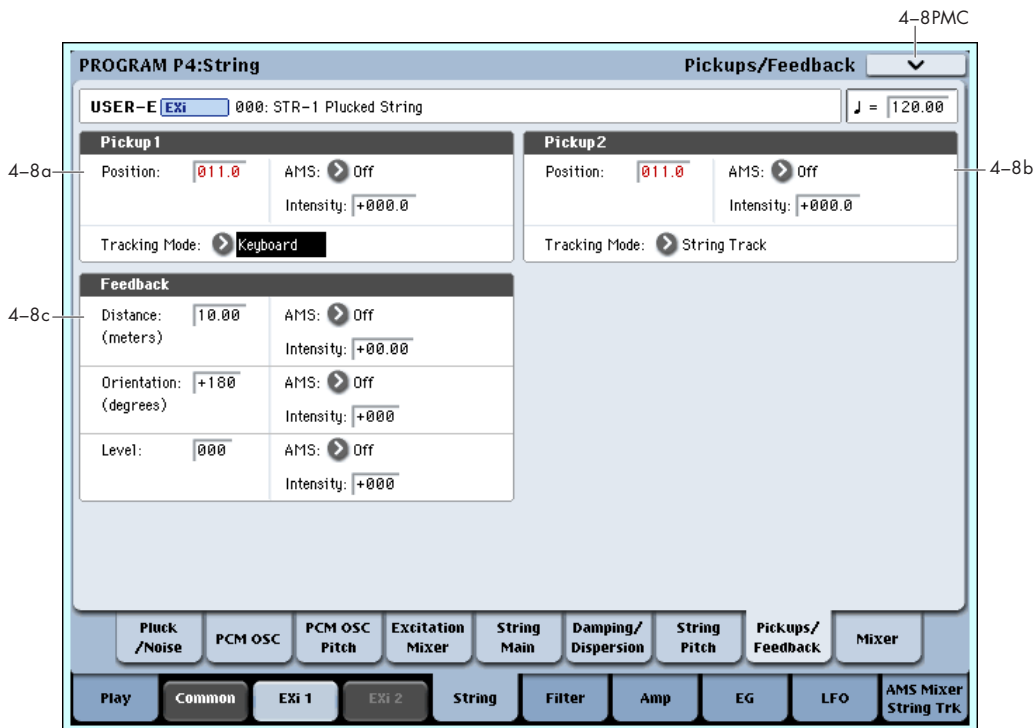 4–8PMC
PROGRAM P4:String
Pickups/Feedback
USER–E EXi 000: STR–1 Plucked String
♩ = 120.00
Pickup1
4–8a
Position: 011.0 AMS: Off
Intensity: +000.0
Tracking Mode: Keyboard
Pickup2
4–8b
Position: 011.0 AMS: Off
Intensity: +000.0
Tracking Mode: String Track
Feedback
4–8c
Distance: 10.00 AMS: Off
(meters)
Intensity: +00.00
Orientation: +180 AMS: Off
(degrees)
Intensity: +000
Level: 000 AMS: Off
Intensity: +000
Pluck
/Noise
PCM OSC
PCM OSC
Pitch
Excitation
Mixer
String
Main
Damping/
Dispersion
String
Pitch
Pickups/
Feedback
Mixer
Play
Common
EXi 1
EXi 2
String
Filter
Amp
EG
LFO
AMS Mixer
String Trk